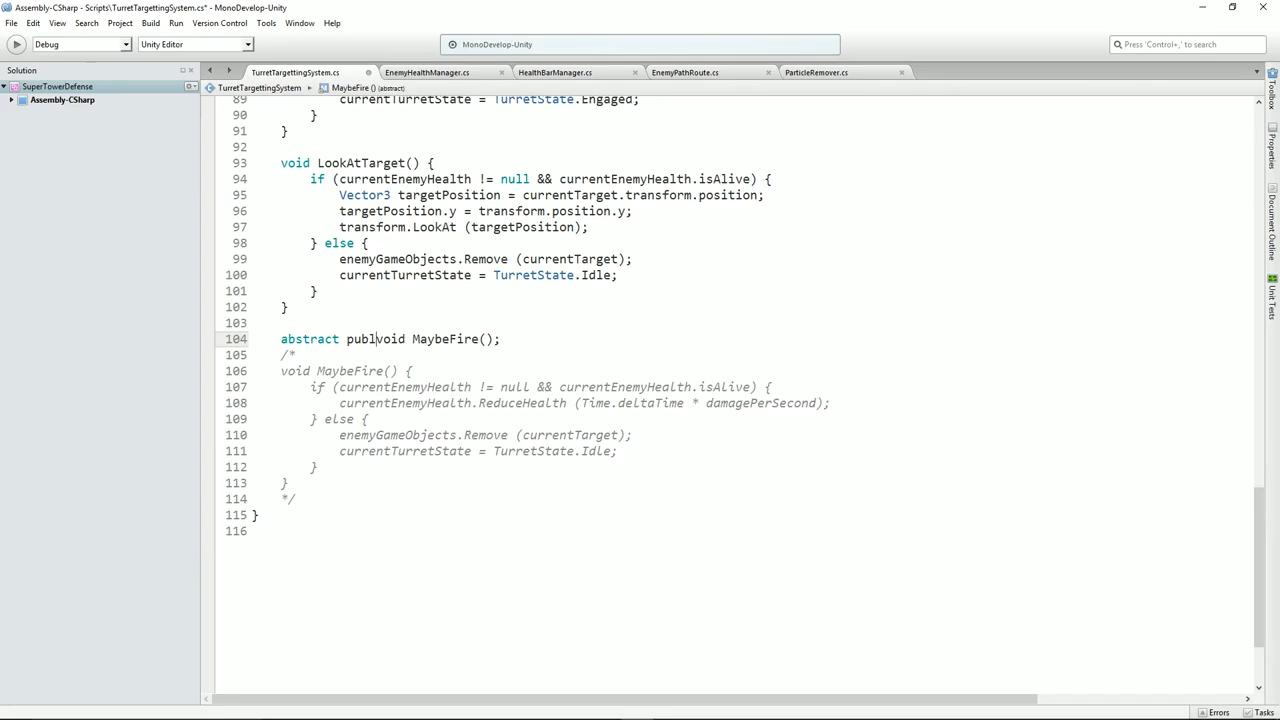 Assembly-CSharp - Scripts\TurretTargettingSystem.cs* - MonoDevelop-Unity
File Edit View Search Project Build Run Version Control Tools Window Help
Debug Unity Editor MonoDevelop-Unity Press 'Control+,' to search
Solution TurretTargettingSystem.cs EnemyHealthManager.cs HealthBarManager.cs EnemyPathRoute.cs ParticleRemover.cs
SuperTowerDefense TurretTargettingSystem MaybeFire () (abstract)
Assembly-CSharp
89 currentTurretState = TurretState.Engaged;
90 }
91 }
92
93 void LookAtTarget() {
94 if (currentEnemyHealth != null && currentEnemyHealth.isAlive) {
95 Vector3 targetPosition = currentTarget.transform.position;
96 targetPosition.y = transform.position.y;
97 transform.LookAt (targetPosition);
98 } else {
99 enemyGameObjects.Remove (currentTarget);
100 currentTurretState = TurretState.Idle;
101 }
102 }
103
104 abstract publvoid MaybeFire();
105 /*
106 void MaybeFire() {
107 if (currentEnemyHealth != null && currentEnemyHealth.isAlive) {
108 currentEnemyHealth.ReduceHealth (Time.deltaTime * damagePerSecond);
109 } else {
110 enemyGameObjects.Remove (currentTarget);
111 currentTurretState = TurretState.Idle;
112 }
113 }
114 */
115 }
116
Toolbox
Properties
Document Outline
Unit Tests
Errors Tasks